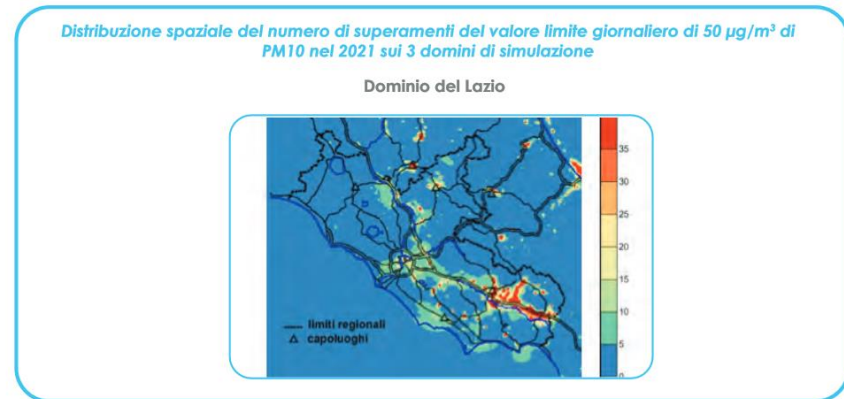 Distribuzione spaziale del numero di superamenti del valore limite giornaliero di 50 µg/m³ di
PM10 nel 2021 sui 3 domini di simulazione
Dominio del Lazio
35
30
25
20
15
10
5
0
limiti regionali
capoluoghi